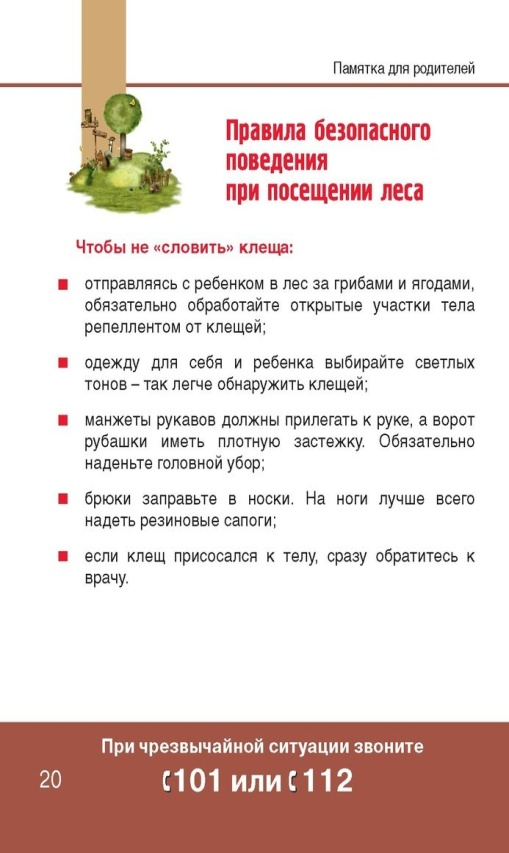 Памятка для родителей
Правила безопасного
поведения
при посещении леса
Чтобы не «словить» клеща:
отправляясь с ребенком в лес за грибами и ягодами,
обязательно обработайте открытые участки тела
репеллентом от клещей;
одежду для себя и ребенка выбирайте светлых
тонов – так легче обнаружить клещей;
манжеты рукавов должны прилегать к руке, а ворот
рубашки иметь плотную застежку. Обязательно
наденьте головной убор;
брюки заправьте в носки. На ноги лучше всего
надеть резиновые сапоги;
если клещ присосался к телу, сразу обратитесь к
врачу.
При чрезвычайной ситуации звоните
20
101 или 112